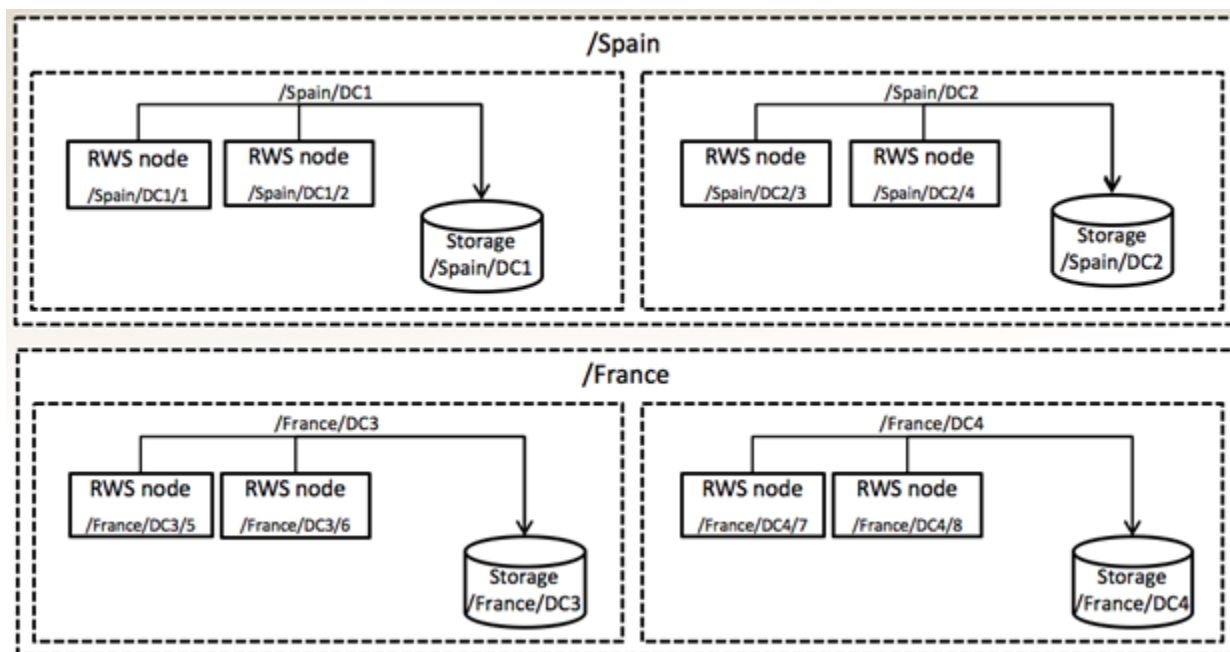 /Spain
/Spain/DC1
RWS node
/Spain/DC1/1
RWS node
/Spain/DC1/2
Storage
/Spain/DC1
/Spain/DC2
RWS node
/Spain/DC2/3
RWS node
/Spain/DC2/4
Storage
/Spain/DC2
/France
/France/DC3
RWS node
/France/DC3/5
RWS node
/France/DC3/6
Storage
/France/DC3
/France/DC4
RWS node
/France/DC4/7
RWS node
/France/DC4/8
Storage
/France/DC4